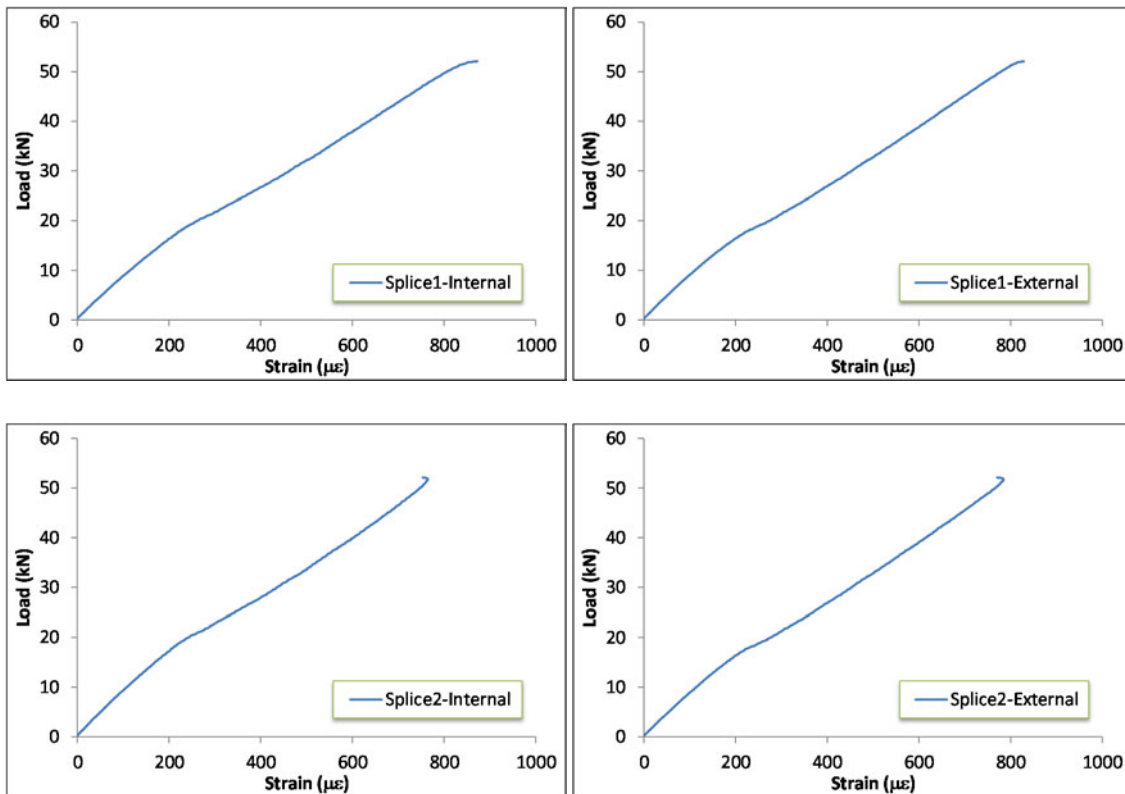 60
50
40
30
20
10
0
Load (kN)
Splice1-Internal
0 200 400 600 800 1000
Strain (με)
60
50
40
30
20
10
0
Load (kN)
Splice1-External
0 200 400 600 800 1000
Strain (με)
60
50
40
30
20
10
0
Load (kN)
Splice2-Internal
0 200 400 600 800 1000
Strain (με)
60
50
40
30
20
10
0
Load (kN)
Splice2-External
0 200 400 600 800 1000
Strain (με)